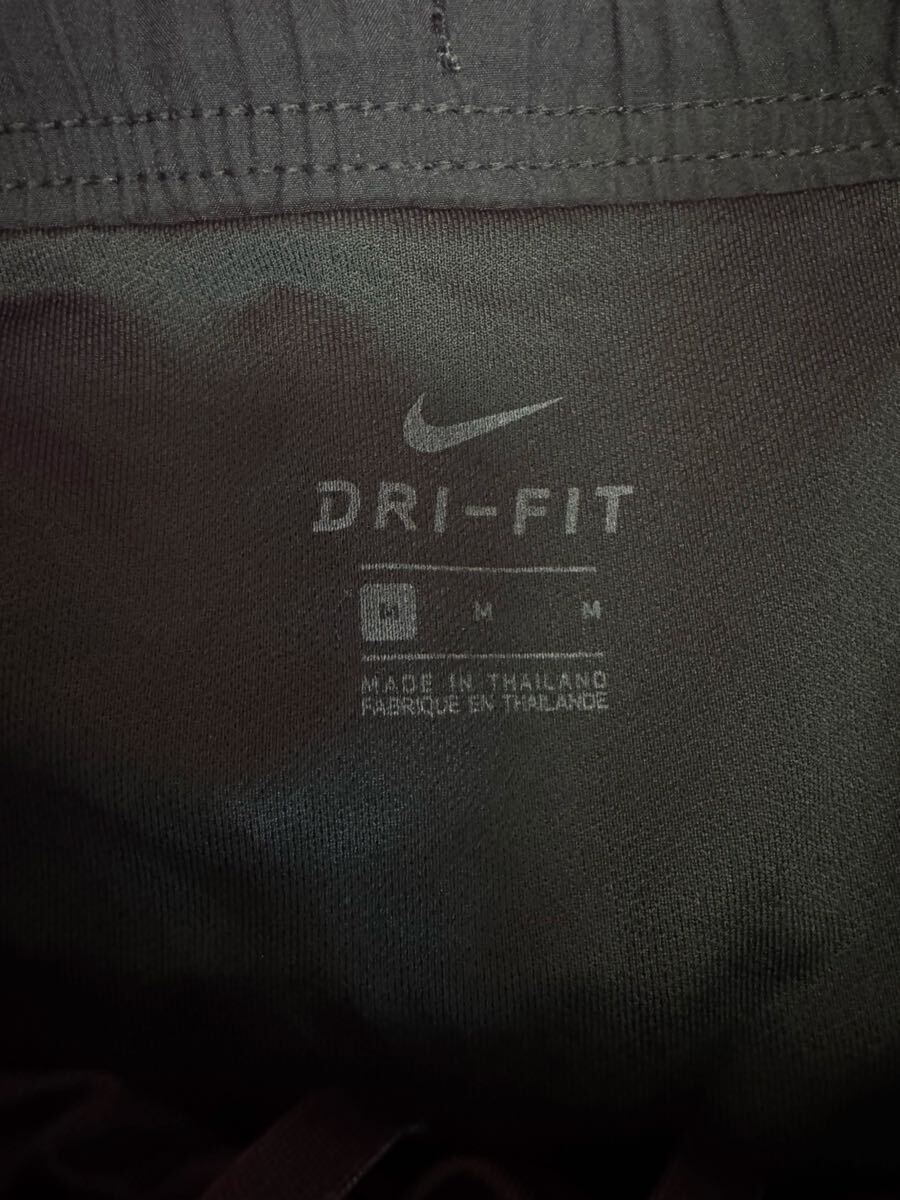 DRI-FIT
M M M
MADE IN THAILAND
FABRIQUE EN THAILANDE